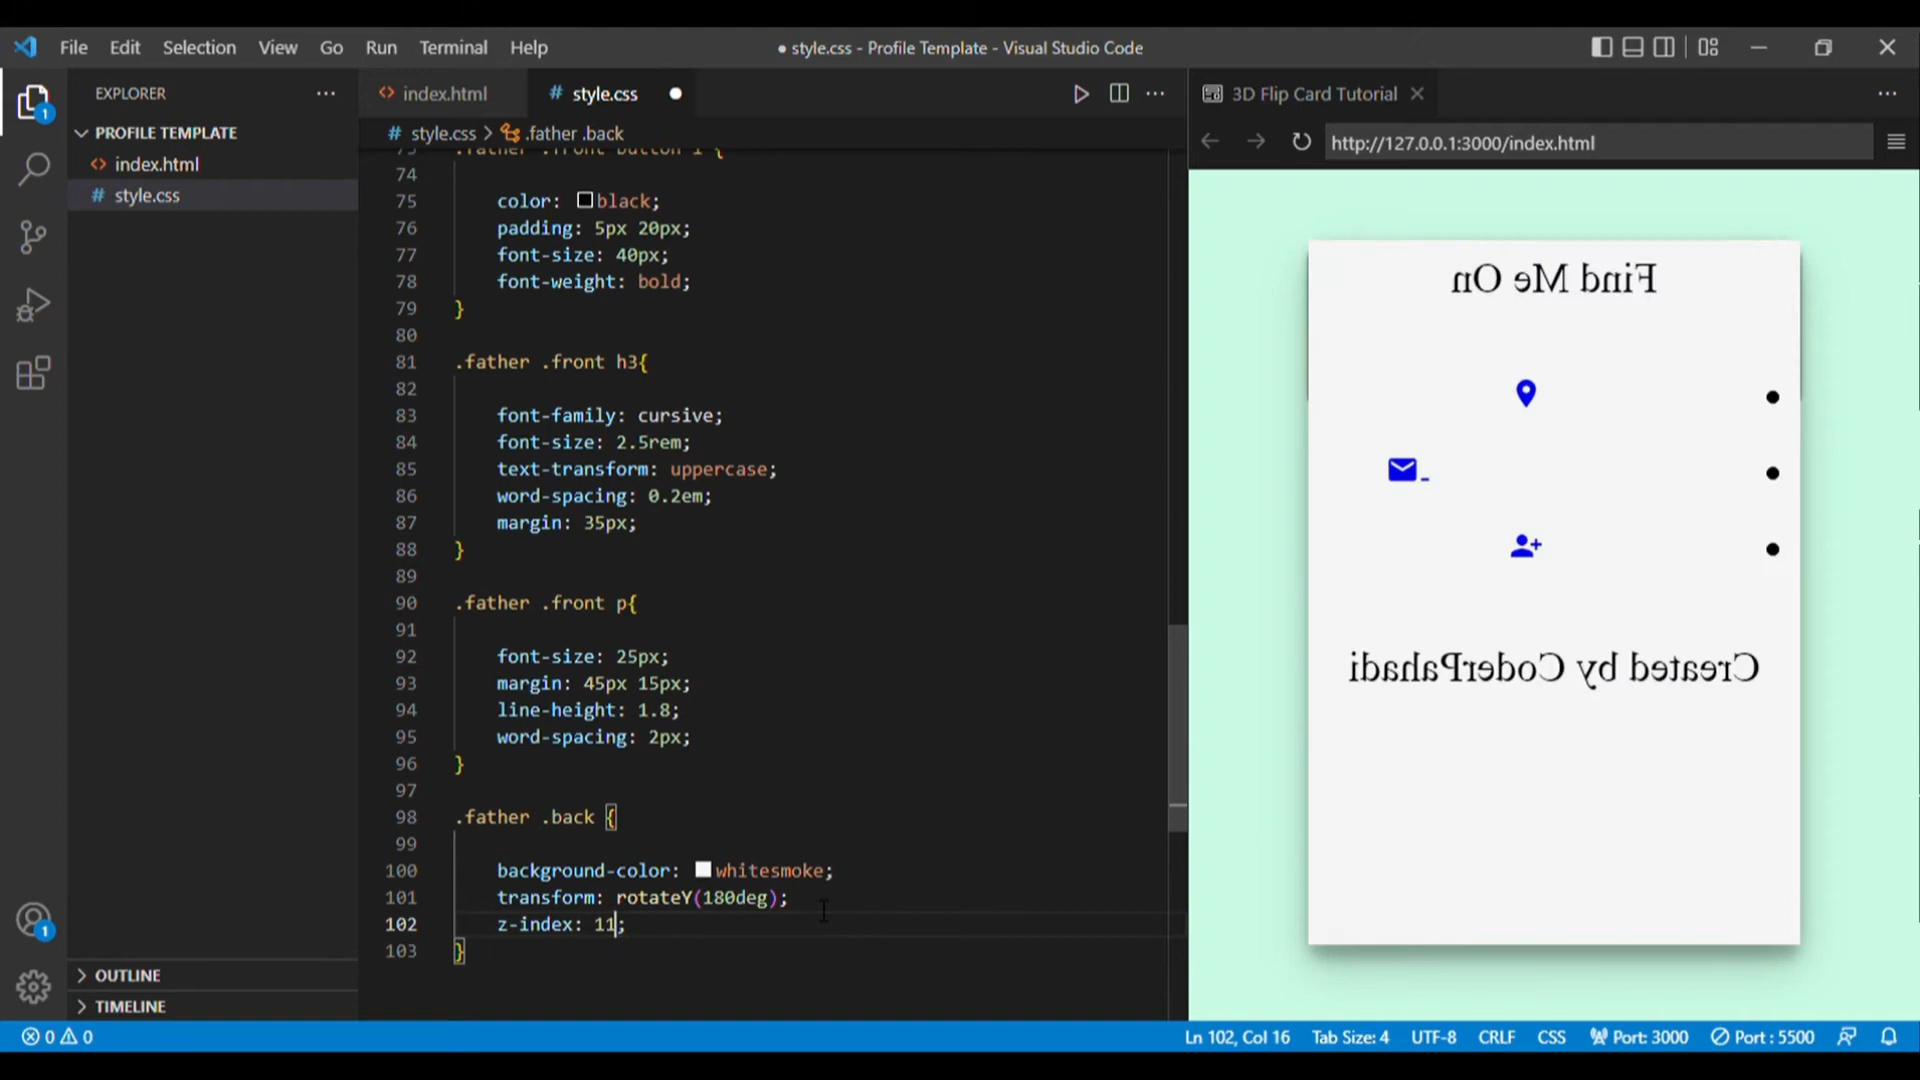 File Edit Selection View Go Run Terminal Help
● style.css - Profile Template - Visual Studio Code
EXPLORER ···
PROFILE TEMPLATE
<> index.html
# style.css
OUTLINE
TIMELINE
1
1
<> index.html
# style.css ●
# style.css > .father .back
73 .father .front button i {
74
75 color: black;
76 padding: 5px 20px;
77 font-size: 40px;
78 font-weight: bold;
79 }
80
81 .father .front h3{
82
83 font-family: cursive;
84 font-size: 2.5rem;
85 text-transform: uppercase;
86 word-spacing: 0.2em;
87 margin: 35px;
88 }
89
90 .father .front p{
91
92 font-size: 25px;
93 margin: 45px 15px;
94 line-height: 1.8;
95 word-spacing: 2px;
96 }
97
98 .father .back {
99
100 background-color: whitesmoke;
101 transform: rotateY(180deg);
102 z-index: 11;
103 }
3D Flip Card Tutorial
http://127.0.0.1:3000/index.html
Find Me On
Created by CoderPahadi
0 0
Ln 102, Col 16 Tab Size: 4 UTF-8 CRLF CSS Port: 3000 Port : 5500